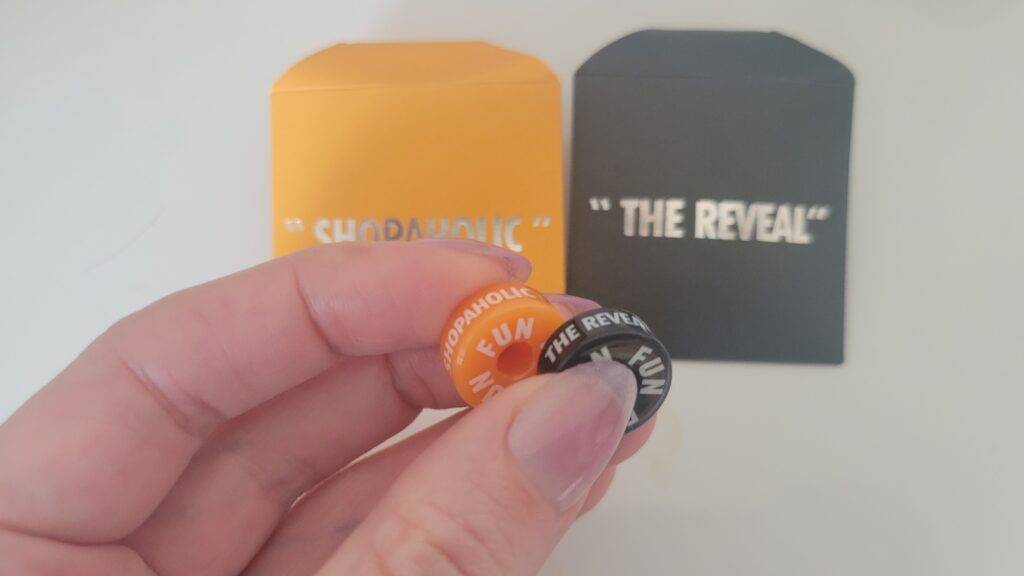 " SHOPAHOLIC "
" THE REVEAL"
" SHOPAHOLIC
FUN
THE REVEAL
FUN